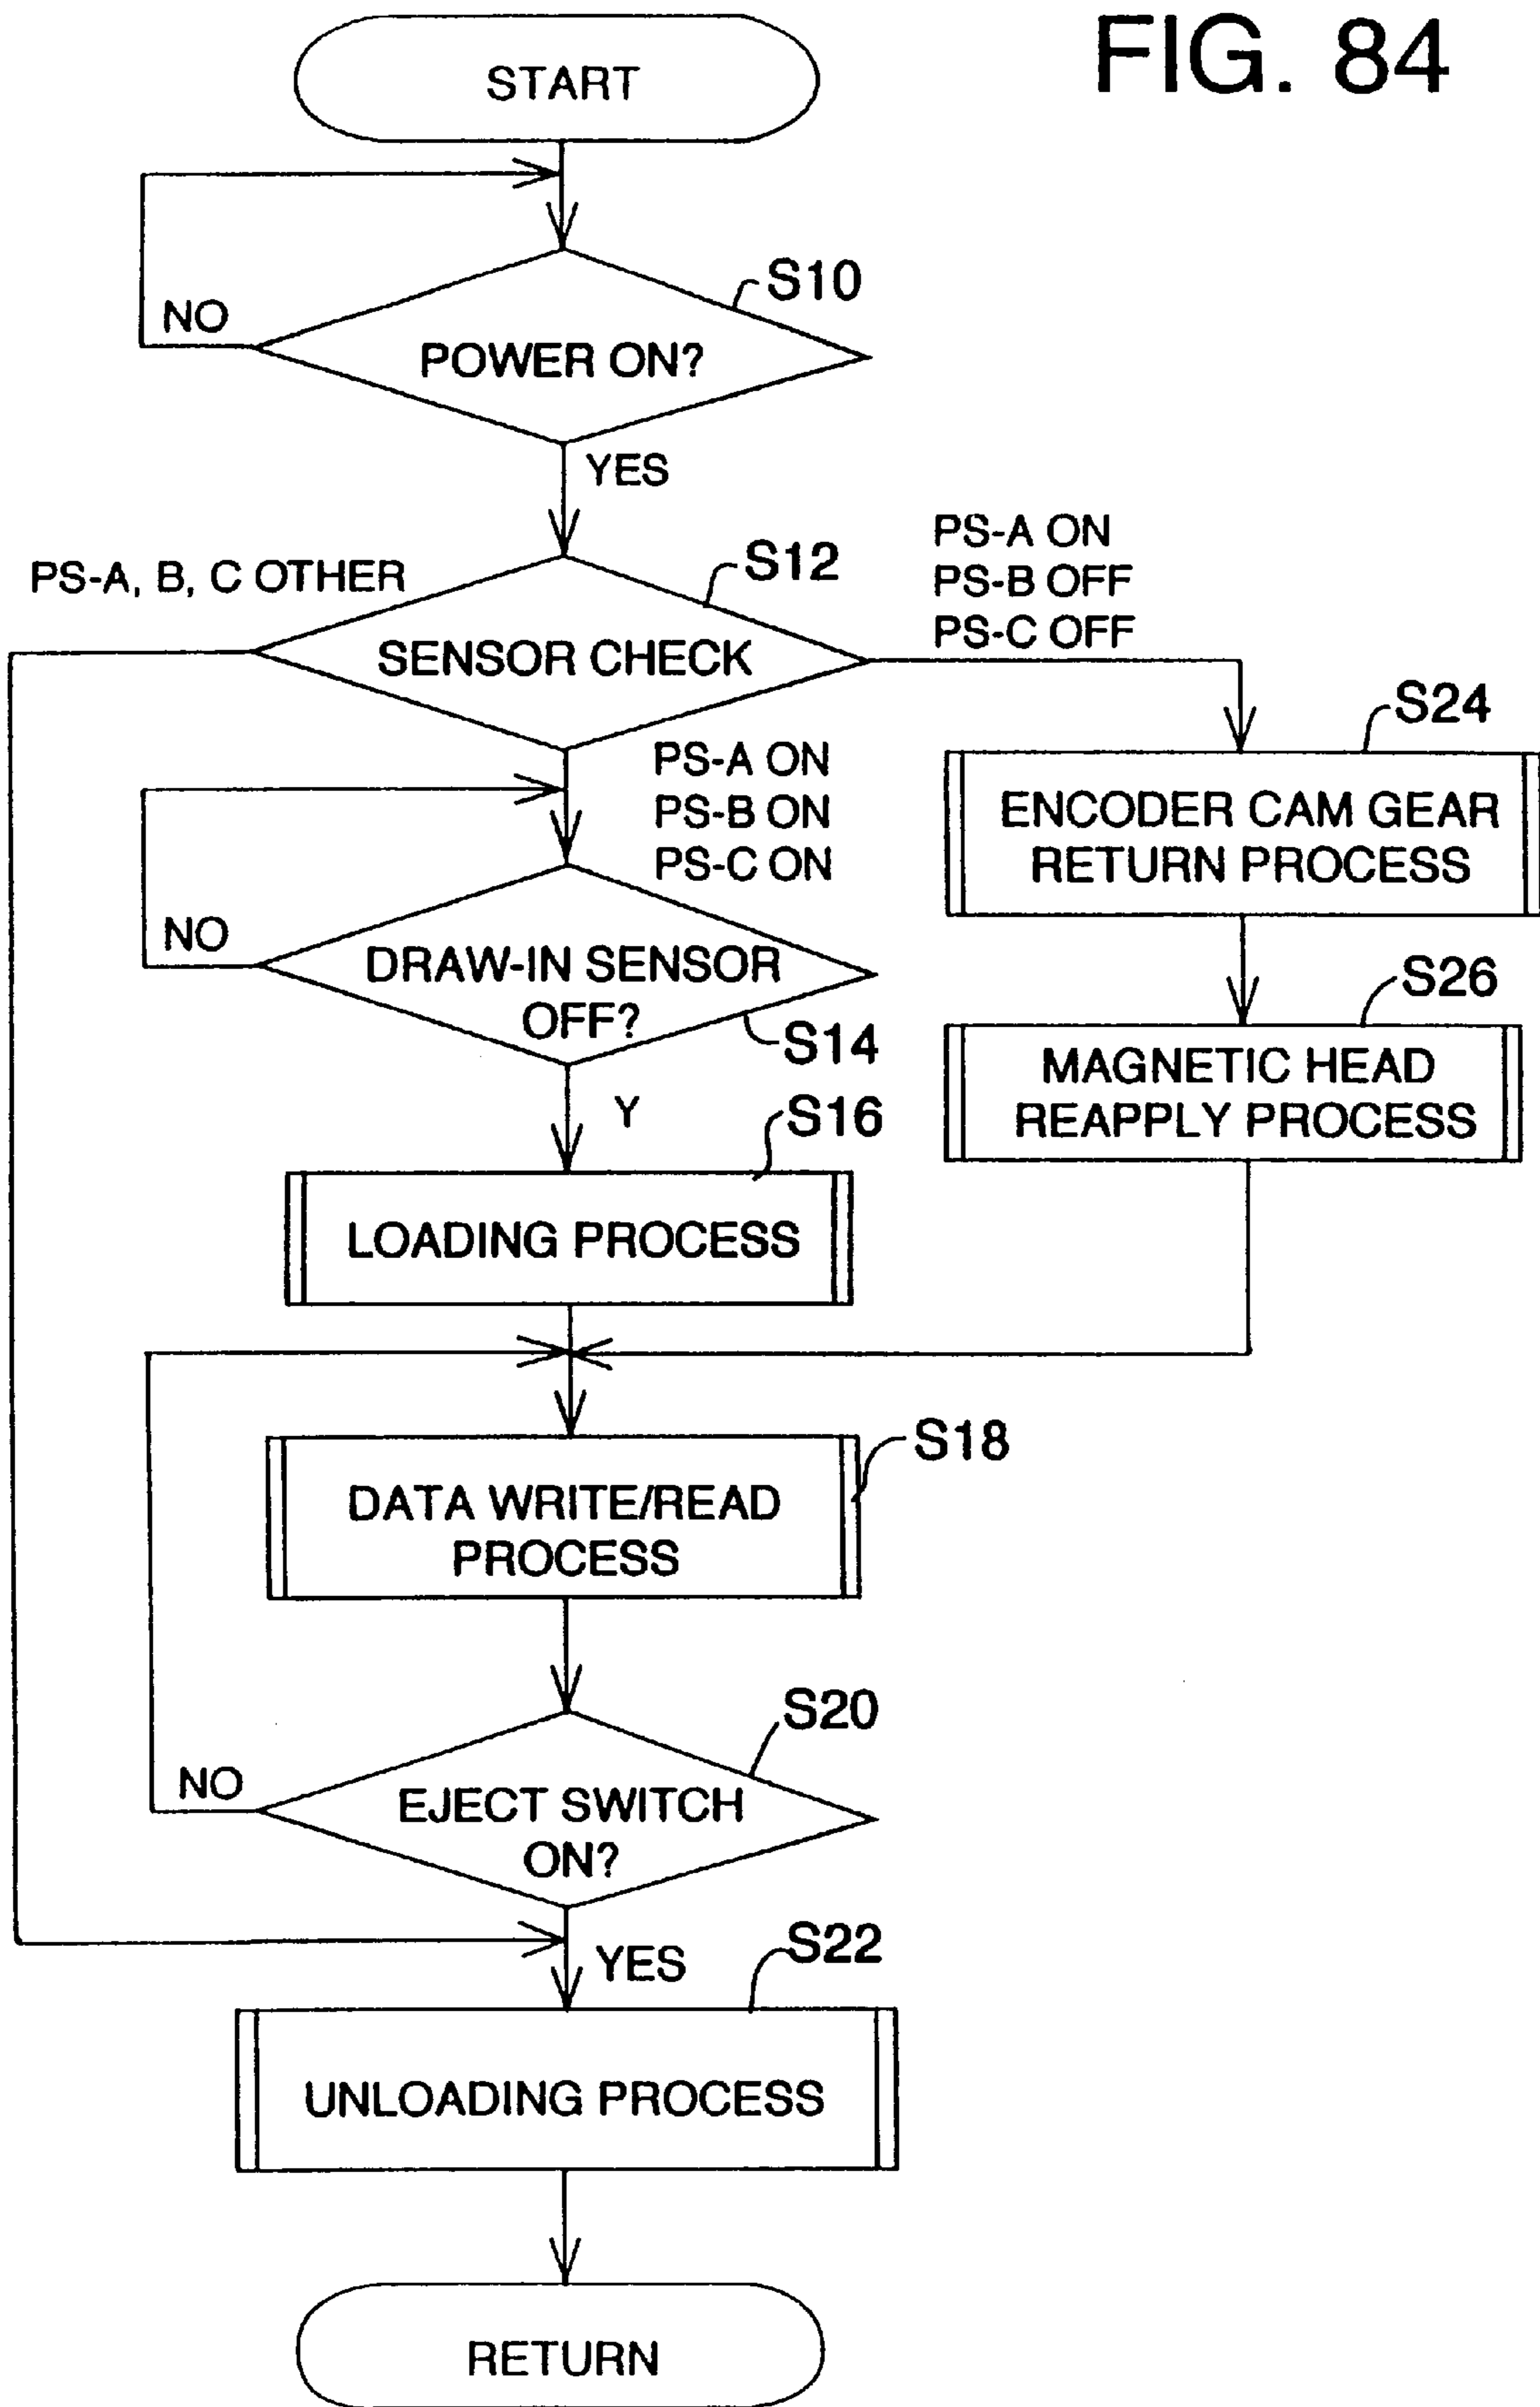 FIG. 84
START
S10
NO
POWER ON?
YES
PS-A, B, C OTHER
S12
PS-A ON
PS-B OFF
PS-C OFF
SENSOR CHECK
S24
PS-A ON
PS-B ON
PS-C ON
ENCODER CAM GEAR
RETURN PROCESS
NO
DRAW-IN SENSOR
OFF?
S14
S26
MAGNETIC HEAD
REAPPLY PROCESS
Y
S16
LOADING PROCESS
S18
DATA WRITE/READ
PROCESS
S20
NO
EJECT SWITCH
ON?
YES
S22
UNLOADING PROCESS
RETURN